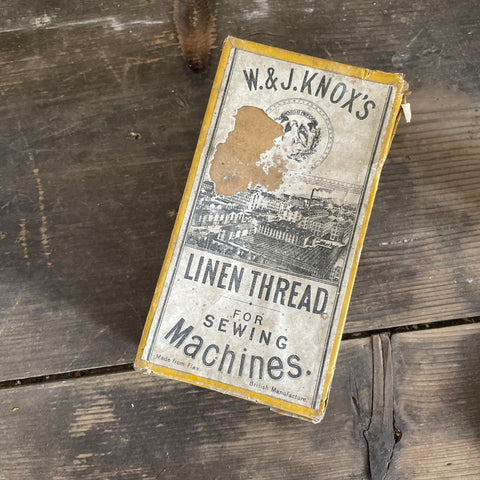 W. & J. KNOX'S
LINEN THREAD
FOR
SEWING
Machines.
Made from Flax.
British Manufacture.